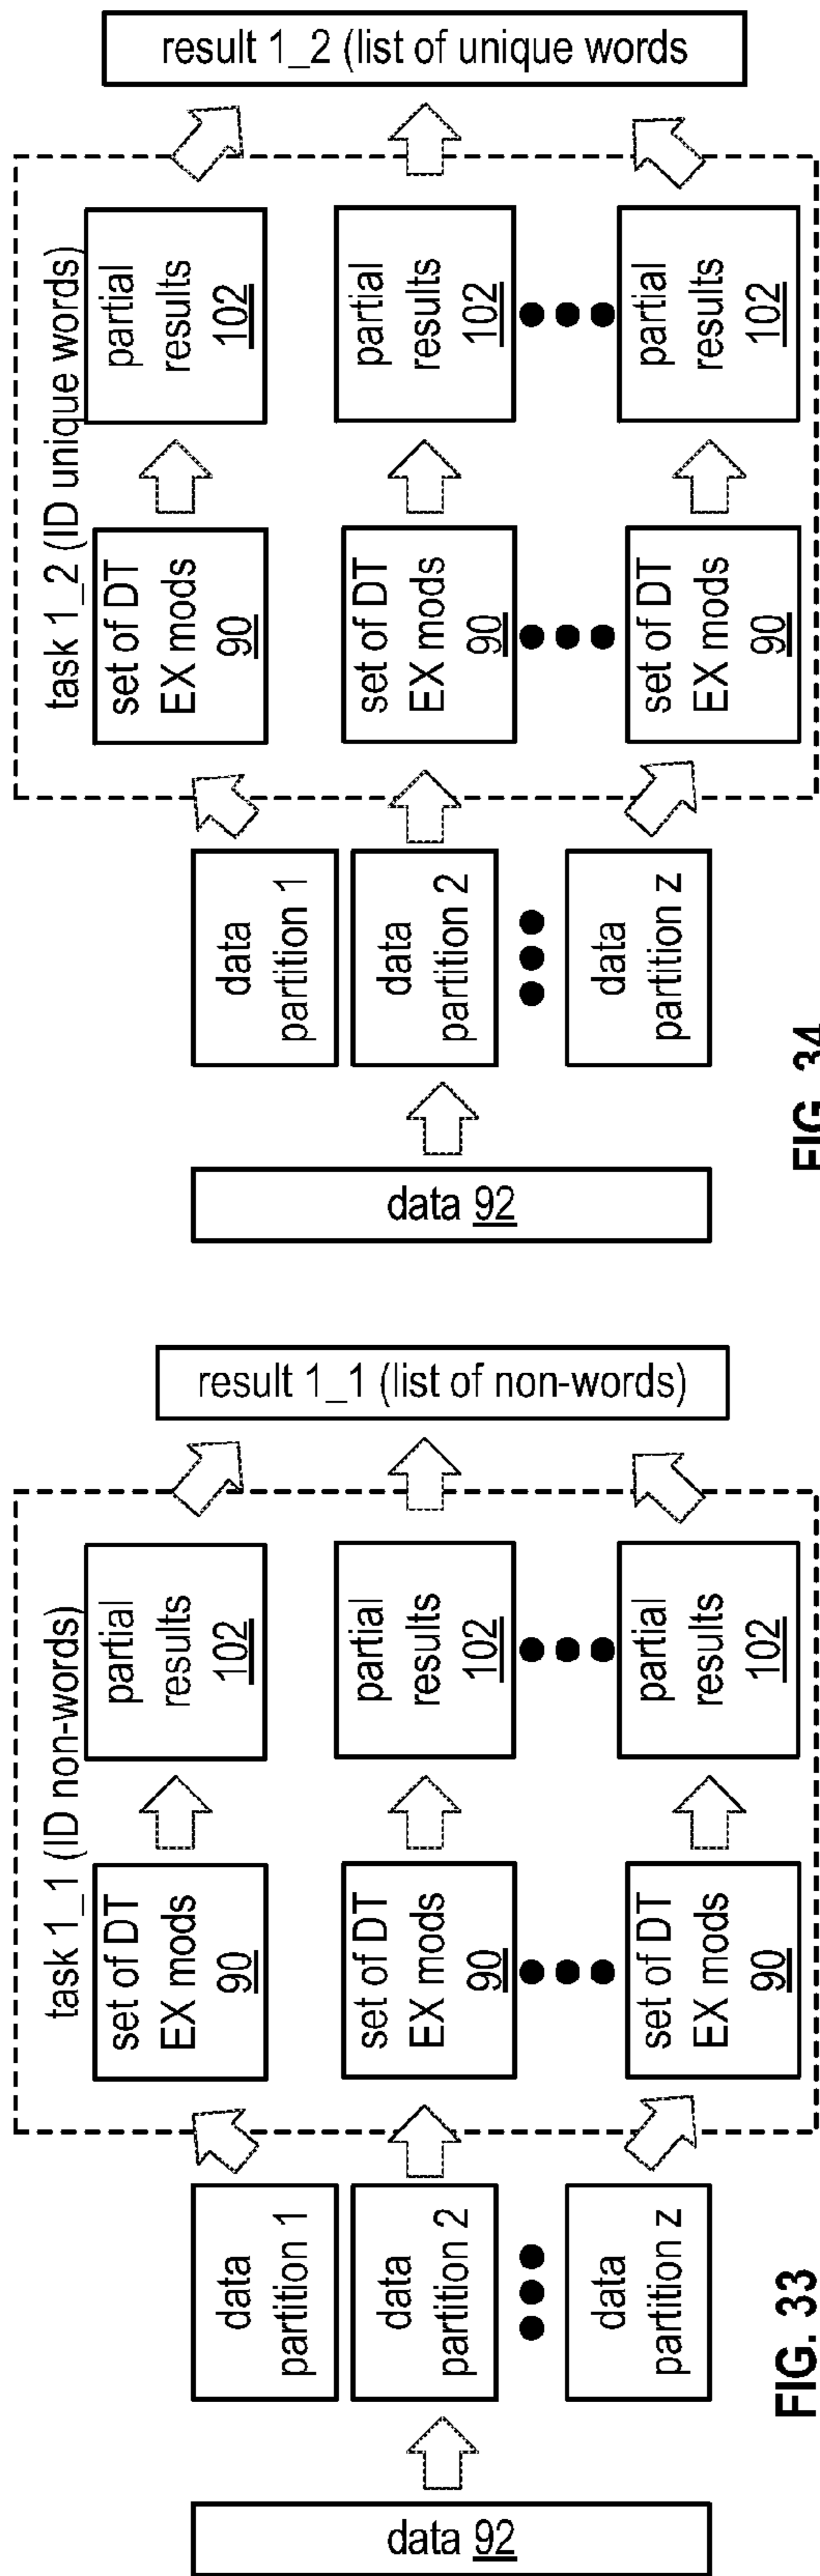 task 1_1 (ID non-words)
data 92
data
partition 1
data
partition 2
data
partition z
set of DT
EX mods
90
set of DT
EX mods
90
set of DT
EX mods
90
partial
results
102
partial
results
102
partial
results
102
result 1_1 (list of non-words)
FIG. 33
task 1_2 (ID unique words)
data 92
data
partition 1
data
partition 2
data
partition z
set of DT
EX mods
90
set of DT
EX mods
90
set of DT
EX mods
90
partial
results
102
partial
results
102
partial
results
102
result 1_2 (list of unique words
FIG. 34